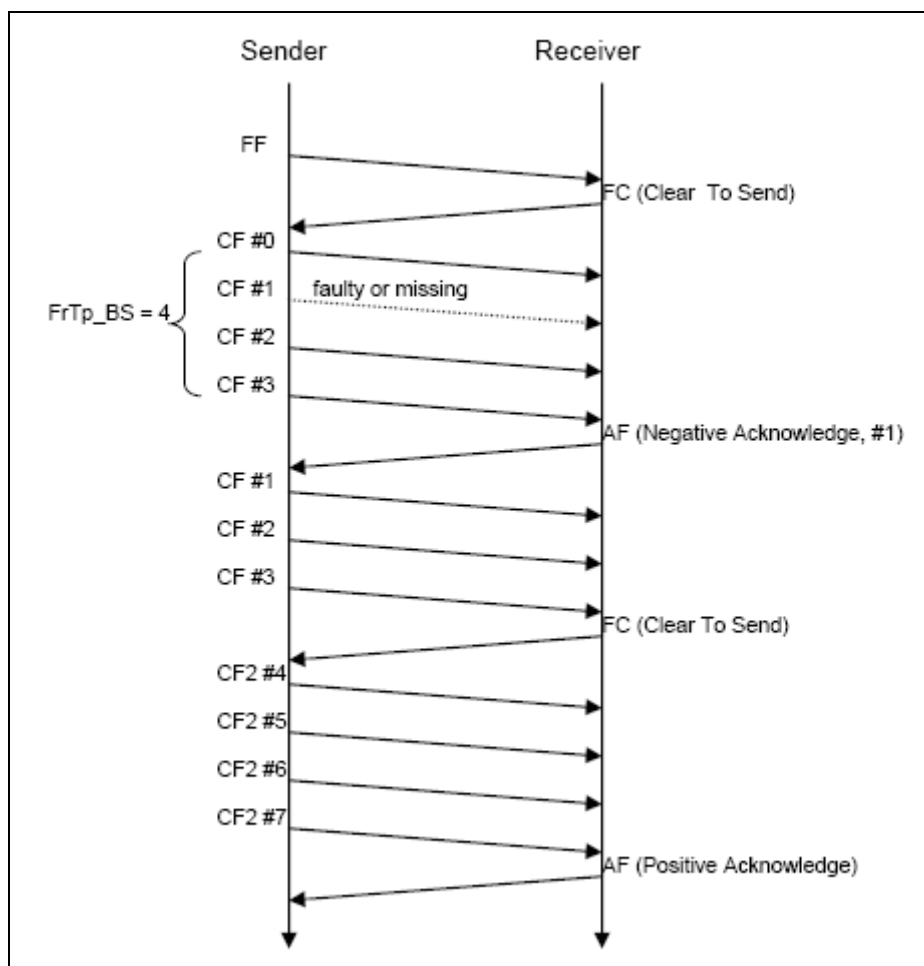 Sender Receiver
FF
FC (Clear To Send)
CF #0
CF #1 faulty or missing
FrTp_BS = 4
CF #2
CF #3
AF (Negative Acknowledge, #1)
CF #1
CF #2
CF #3
FC (Clear To Send)
CF2 #4
CF2 #5
CF2 #6
CF2 #7
AF (Positive Acknowledge)